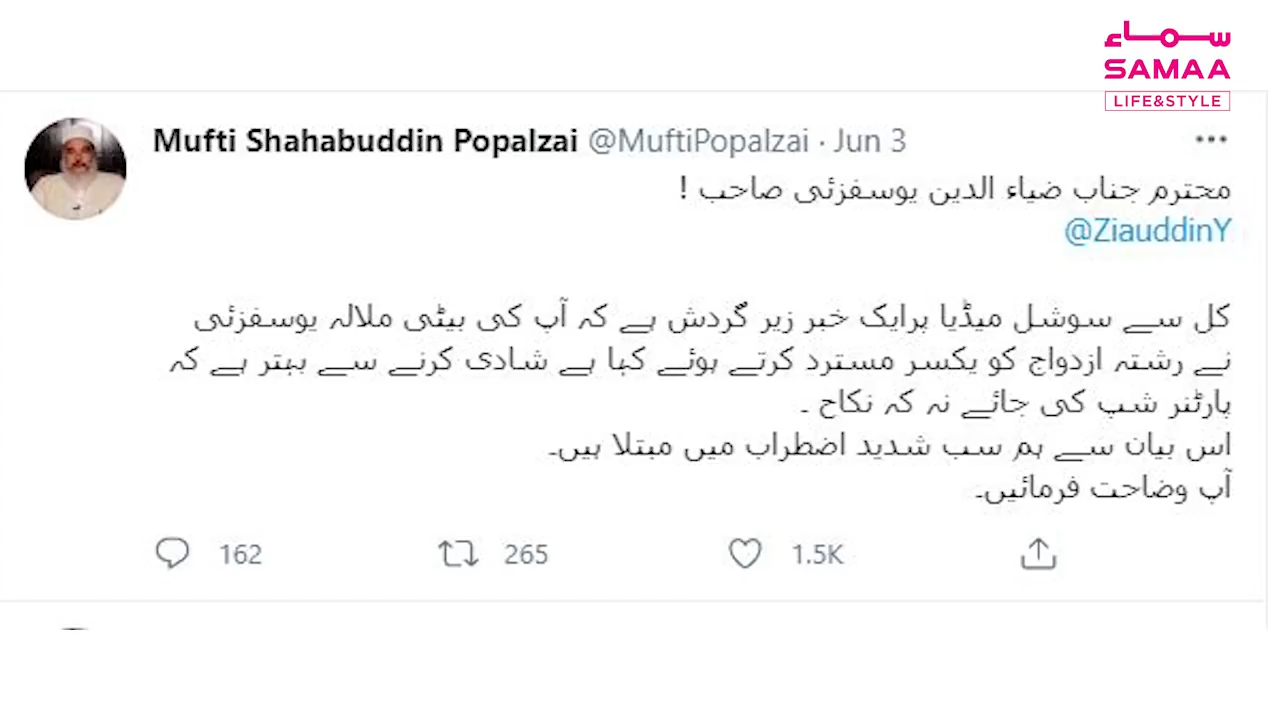 سماء
SAMAA
LIFE&STYLE
Mufti Shahabuddin Popalzai @MuftiPopalzai · Jun 3
محترم جناب ضیاء الدین یوسفزئی صاحب !
@ZiauddinY
کل سے سوشل میڈیا پرایک خبر زیر گردش ہے کہ آپ کی بیٹی ملالہ یوسفزئی
نے رشتہ ازدواج کو یکسر مسترد کرتے ہوئے کہا ہے شادی کرنے سے بہتر ہے کہ
پارٹنر شپ کی جائے نہ کہ نکاح ۔
اس بیان سے ہم سب شدید اضطراب میں مبتلا ہیں۔
آپ وضاحت فرمائیں۔
162 265 1.5K